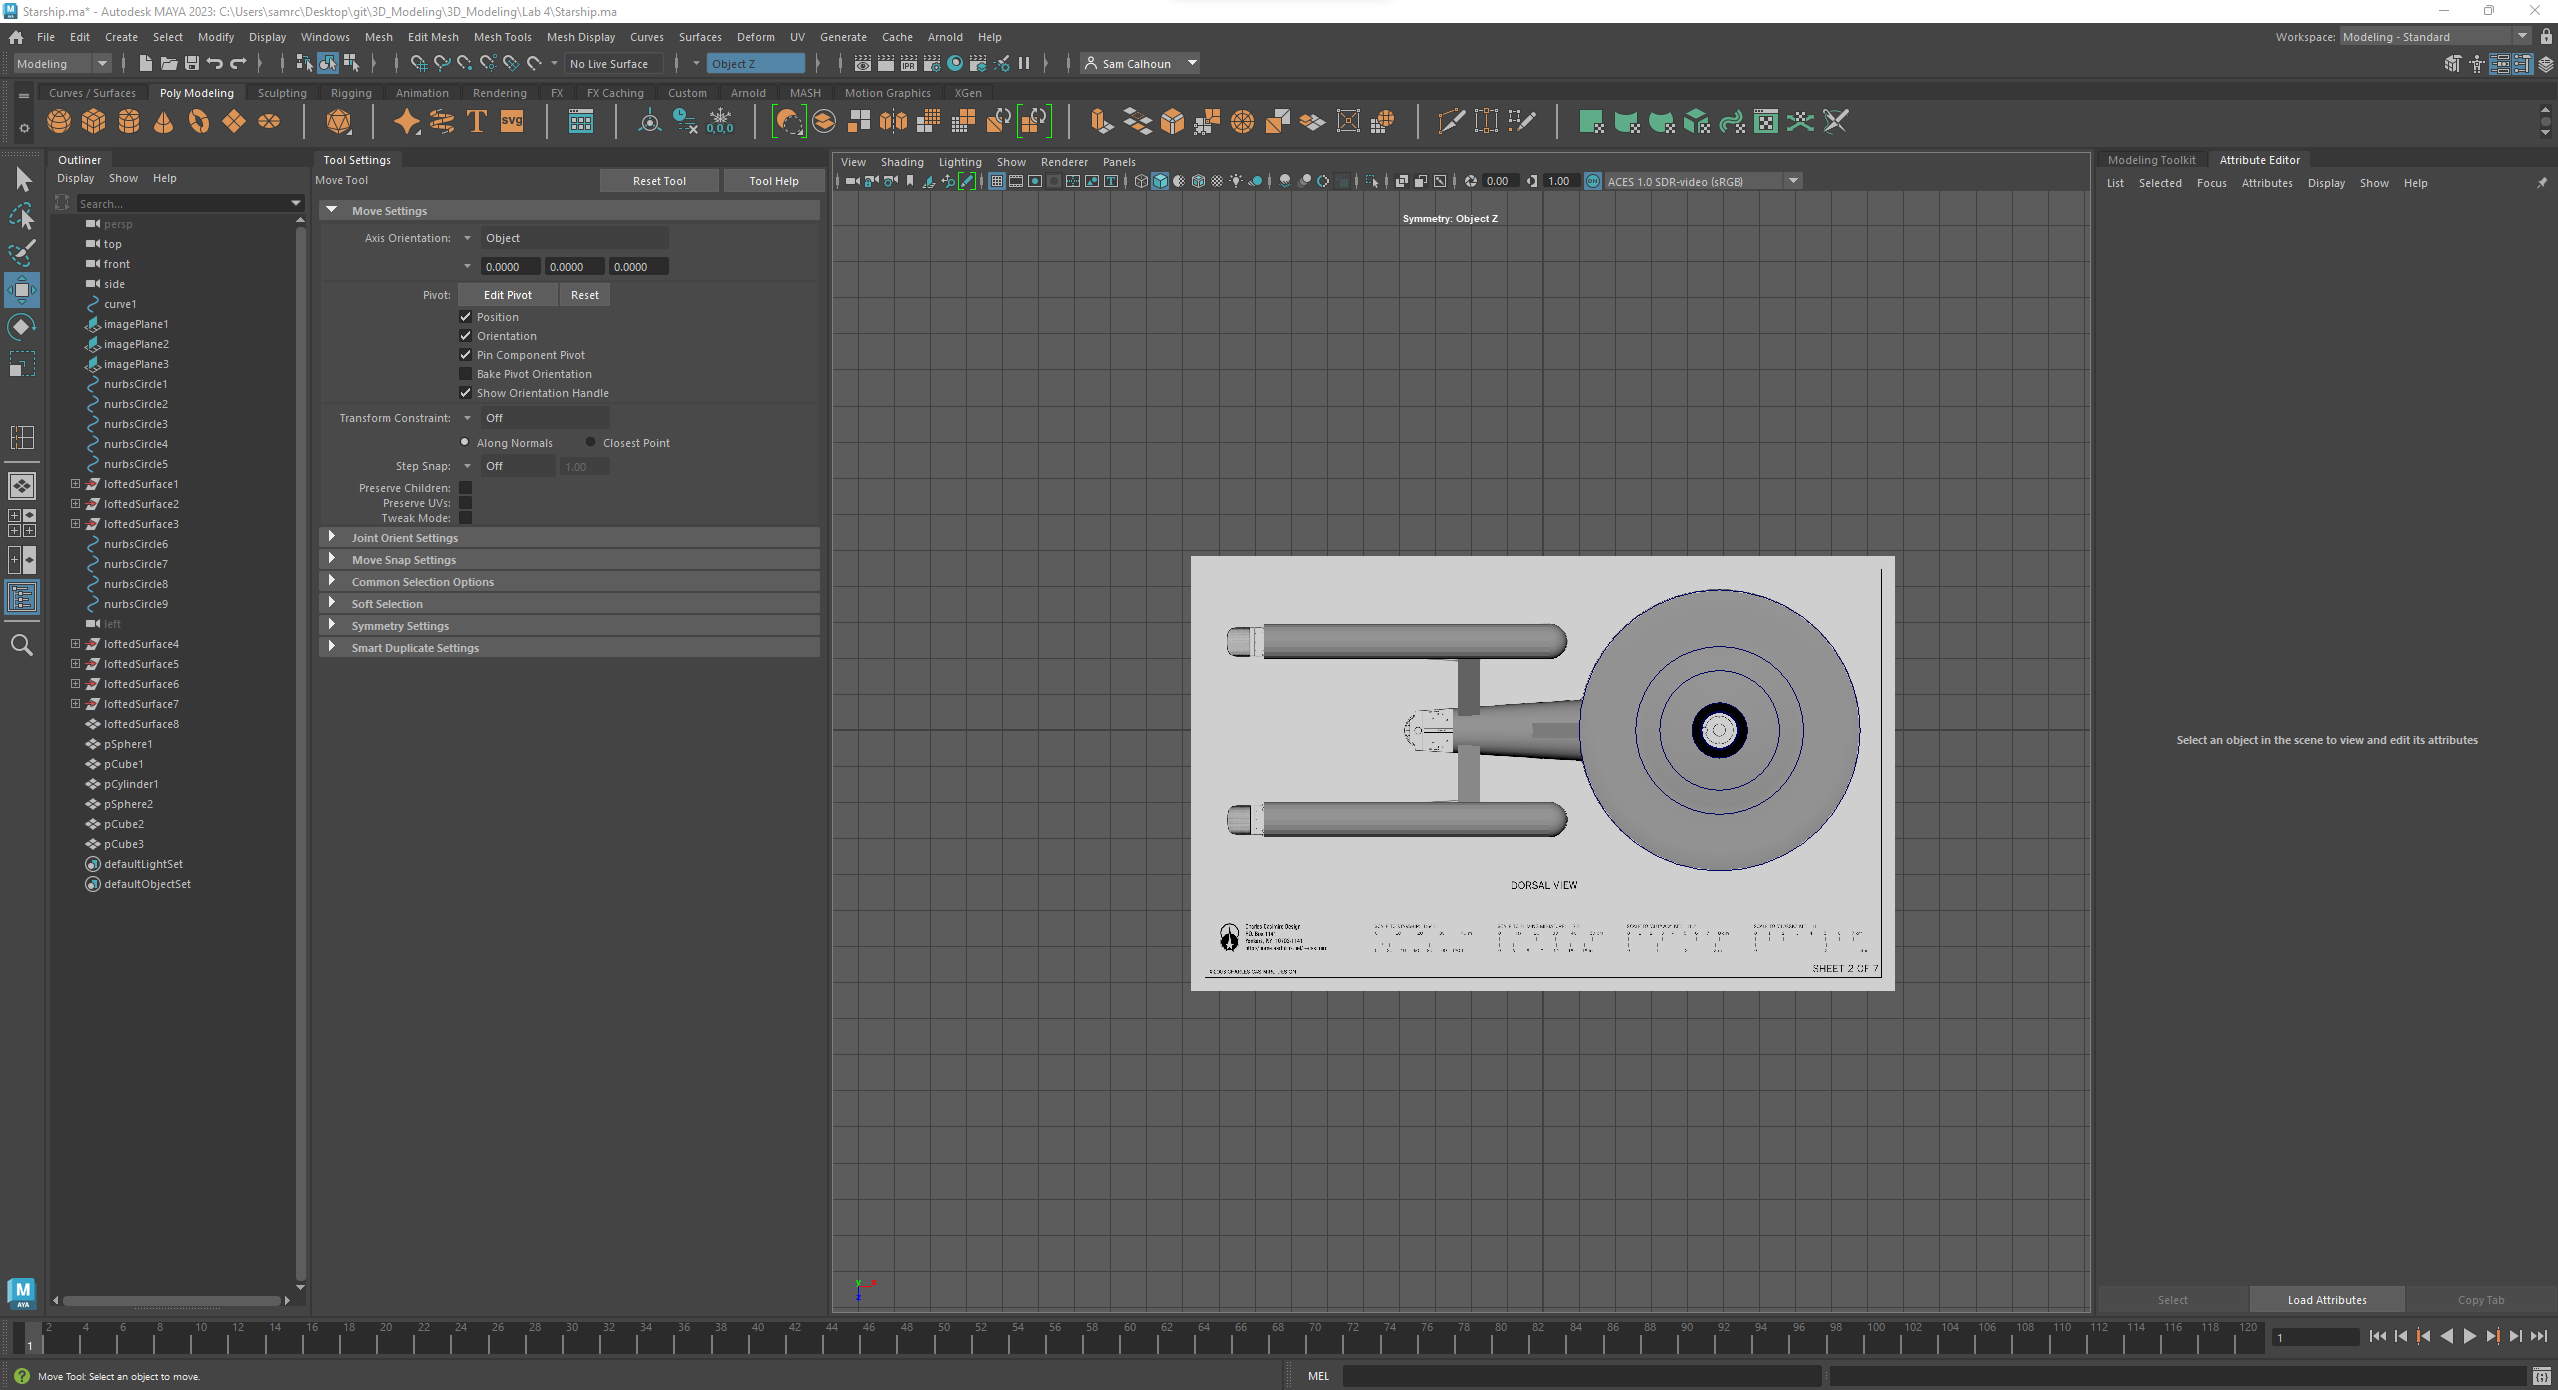 Starship.ma* - Autodesk MAYA 2023: C:\Users\samrc\Desktop\git\3D_Modeling\3D_Modeling\Lab 4\Starship.ma
File Edit Create Select Modify Display Windows Mesh Edit Mesh Mesh Tools Mesh Display Curves Surfaces Deform UV Generate Cache Arnold Help
Workspace: Modeling - Standard
Modeling
No Live Surface
Object Z
IPR
Sam Calhoun
Curves / Surfaces Poly Modeling Sculpting Rigging Animation Rendering FX FX Caching Custom Arnold MASH Motion Graphics XGen
T
SVG
0,0,0
Outliner
Display Show Help
Search...
persp
top
front
side
curve1
imagePlane1
imagePlane2
imagePlane3
nurbsCircle1
nurbsCircle2
nurbsCircle3
nurbsCircle4
nurbsCircle5
loftedSurface1
loftedSurface2
loftedSurface3
nurbsCircle6
nurbsCircle7
nurbsCircle8
nurbsCircle9
left
loftedSurface4
loftedSurface5
loftedSurface6
loftedSurface7
loftedSurface8
pSphere1
pCube1
pCylinder1
pSphere2
pCube2
pCube3
defaultLightSet
defaultObjectSet
Tool Settings
Move Tool Reset Tool Tool Help
Move Settings
Axis Orientation: Object
0.0000 0.0000 0.0000
Pivot: Edit Pivot Reset
Position
Orientation
Pin Component Pivot
Bake Pivot Orientation
Show Orientation Handle
Transform Constraint: Off
Along Normals Closest Point
Step Snap: Off 1.00
Preserve Children:
Preserve UVs:
Tweak Mode:
Joint Orient Settings
Move Snap Settings
Common Selection Options
Soft Selection
Symmetry Settings
Smart Duplicate Settings
View Shading Lighting Show Renderer Panels
0.00 1.00 ACES 1.0 SDR-video (sRGB)
Symmetry: Object Z
DORSAL VIEW
Charles Casimiro Design
SHEET 2 OF 7
y x
z
Modeling Toolkit Attribute Editor
List Selected Focus Attributes Display Show Help
Select an object in the scene to view and edit its attributes
Select Load Attributes Copy Tab
M
AYA
2 4 6 8 10 12 14 16 18 20 22 24 26 28 30 32 34 36 38 40 42 44 46 48 50 52 54 56 58 60 62 64 66 68 70 72 74 76 78 80 82 84 86 88 90 92 94 96 98 100 102 104 106 108 110 112 114 116 118 120
1
1
Move Tool: Select an object to move.
MEL